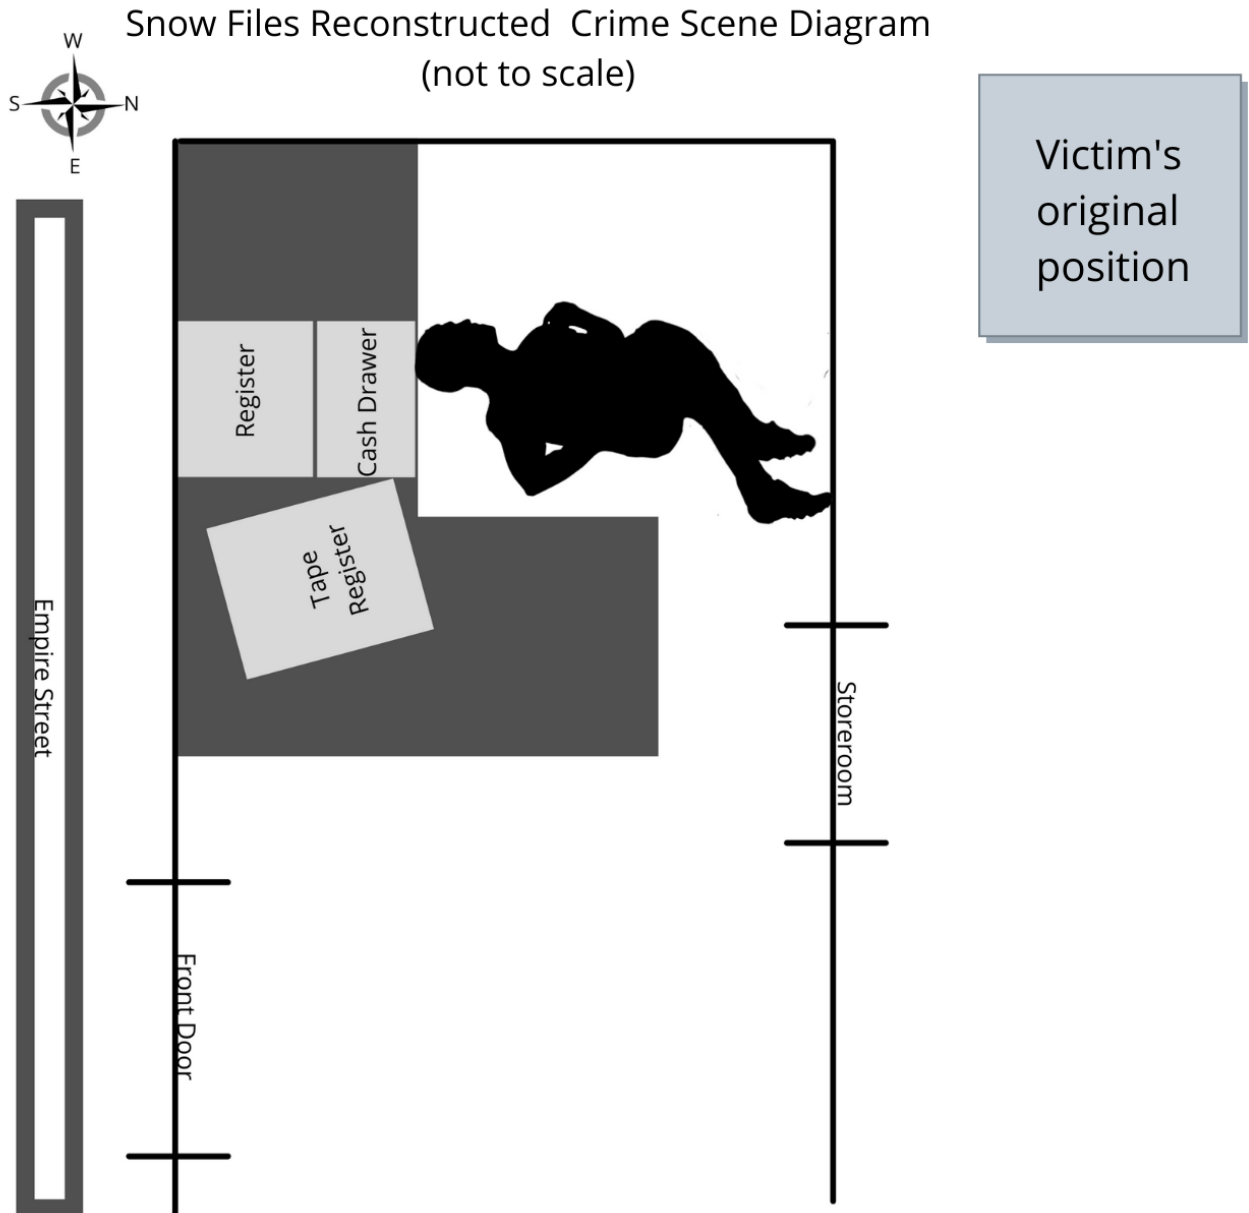 Snow Files Reconstructed Crime Scene Diagram
(not to scale)
W
S
N
E
Victim's
original
position
Register
Cash Drawer
Tape
Register
Empire Street
Storeroom
Front Door